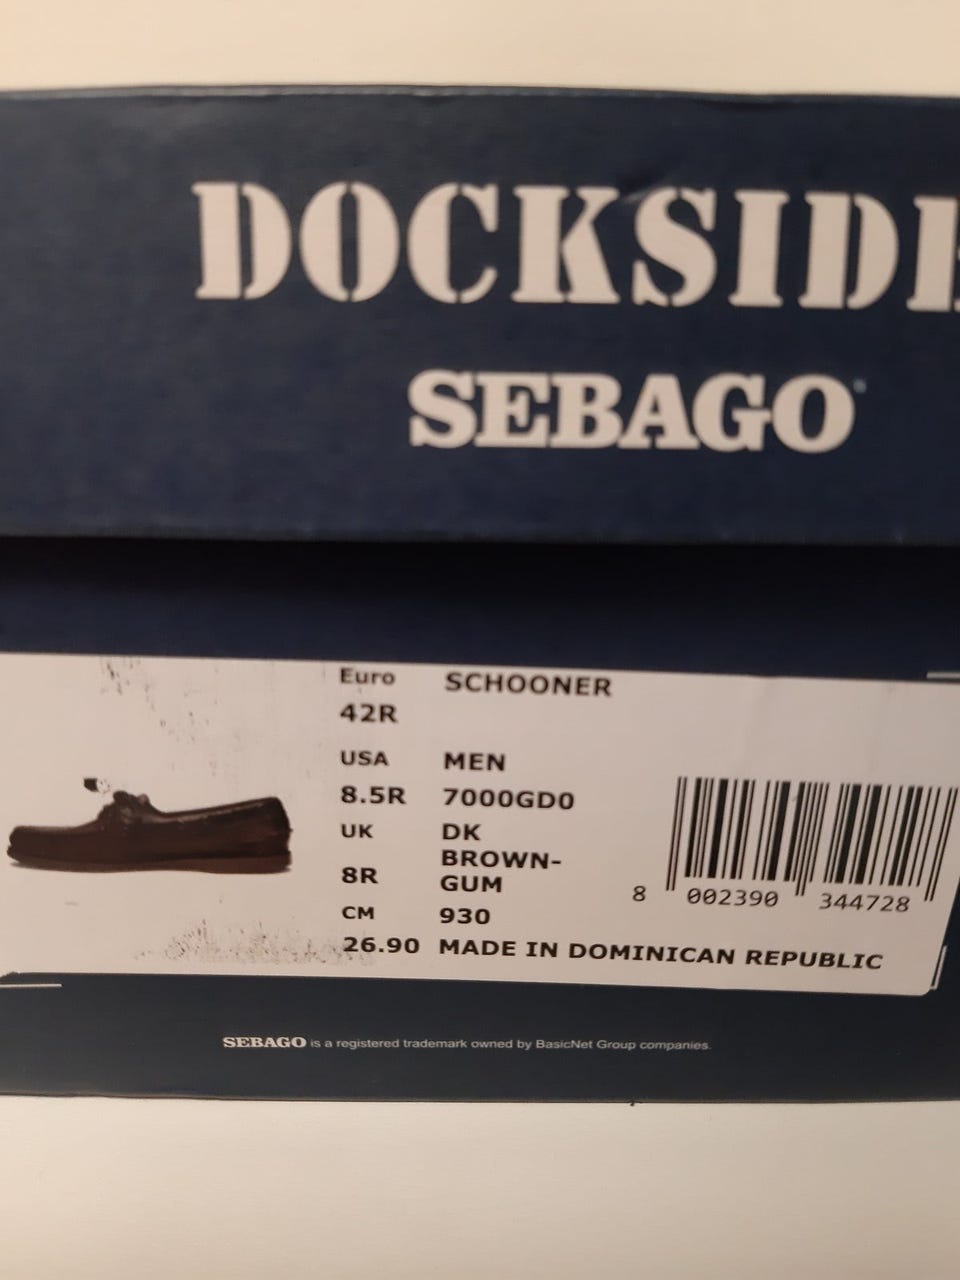 DOCKSIDE
SEBAGO®
Euro SCHOONER
42R
USA MEN
8.5R 7000GD0
UK DK
BROWN-
8R GUM
CM 930
26.90 MADE IN DOMINICAN REPUBLIC
8 002390 344728
SEBAGO is a registered trademark owned by BasicNet Group companies.